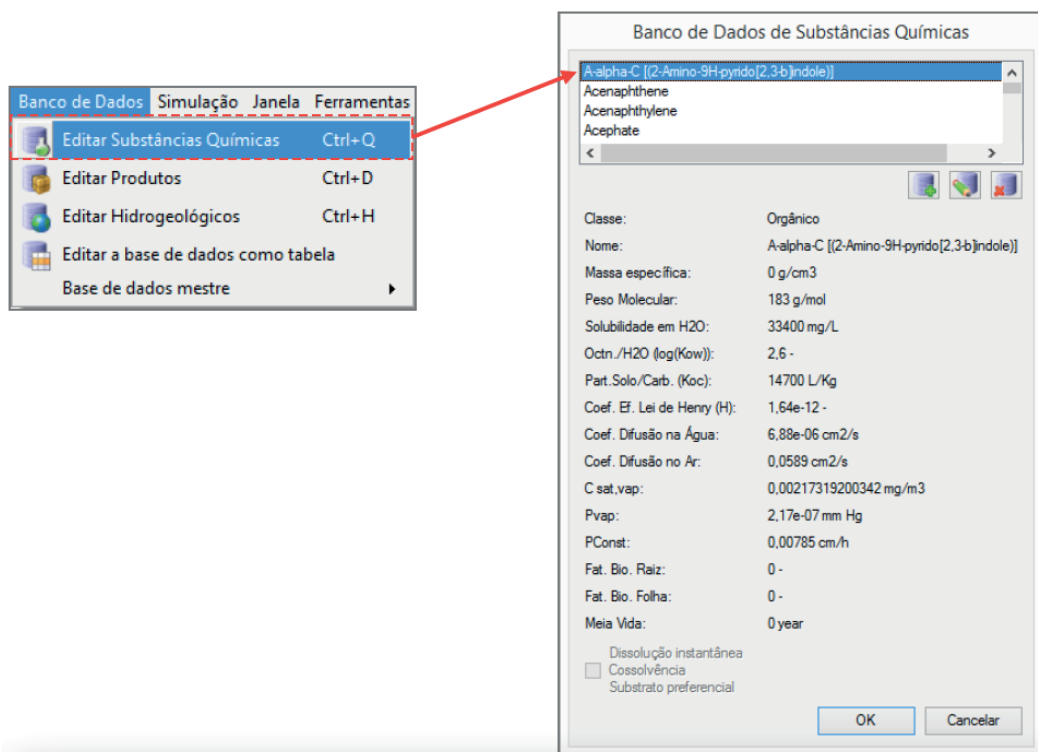 Banco de Dados Simulação Janela Ferramentas
Editar Substâncias Químicas Ctrl+Q
Editar Produtos Ctrl+D
Editar Hidrogeológicos Ctrl+H
Editar a base de dados como tabela
Base de dados mestre
Banco de Dados de Substâncias Químicas
A-alpha-C [(2-Amino-9H-pyrido[2,3-b]indole)]
Acenaphthene
Acenaphthylene
Acephate
Classe: Orgânico
Nome: A-alpha-C [(2-Amino-9H-pyrido[2,3-b]indole)]
Massa específica: 0 g/cm3
Peso Molecular: 183 g/mol
Solubilidade em H2O: 33400 mg/L
Octn./H2O (log(Kow)): 2,6 -
Part.Solo/Carb. (Koc): 14700 L/Kg
Coef. Ef. Lei de Henry (H): 1,64e-12 -
Coef. Difusão na Água: 6,88e-06 cm2/s
Coef. Difusão no Ar: 0,0589 cm2/s
C sat,vap: 0,00217319200342 mg/m3
Pvap: 2,17e-07 mm Hg
PConst: 0,00785 cm/h
Fat. Bio. Raiz: 0 -
Fat. Bio. Folha: 0 -
Meia Vida: 0 year
Dissolução instantânea
Cossolvência
Substrato preferencial
OK Cancelar